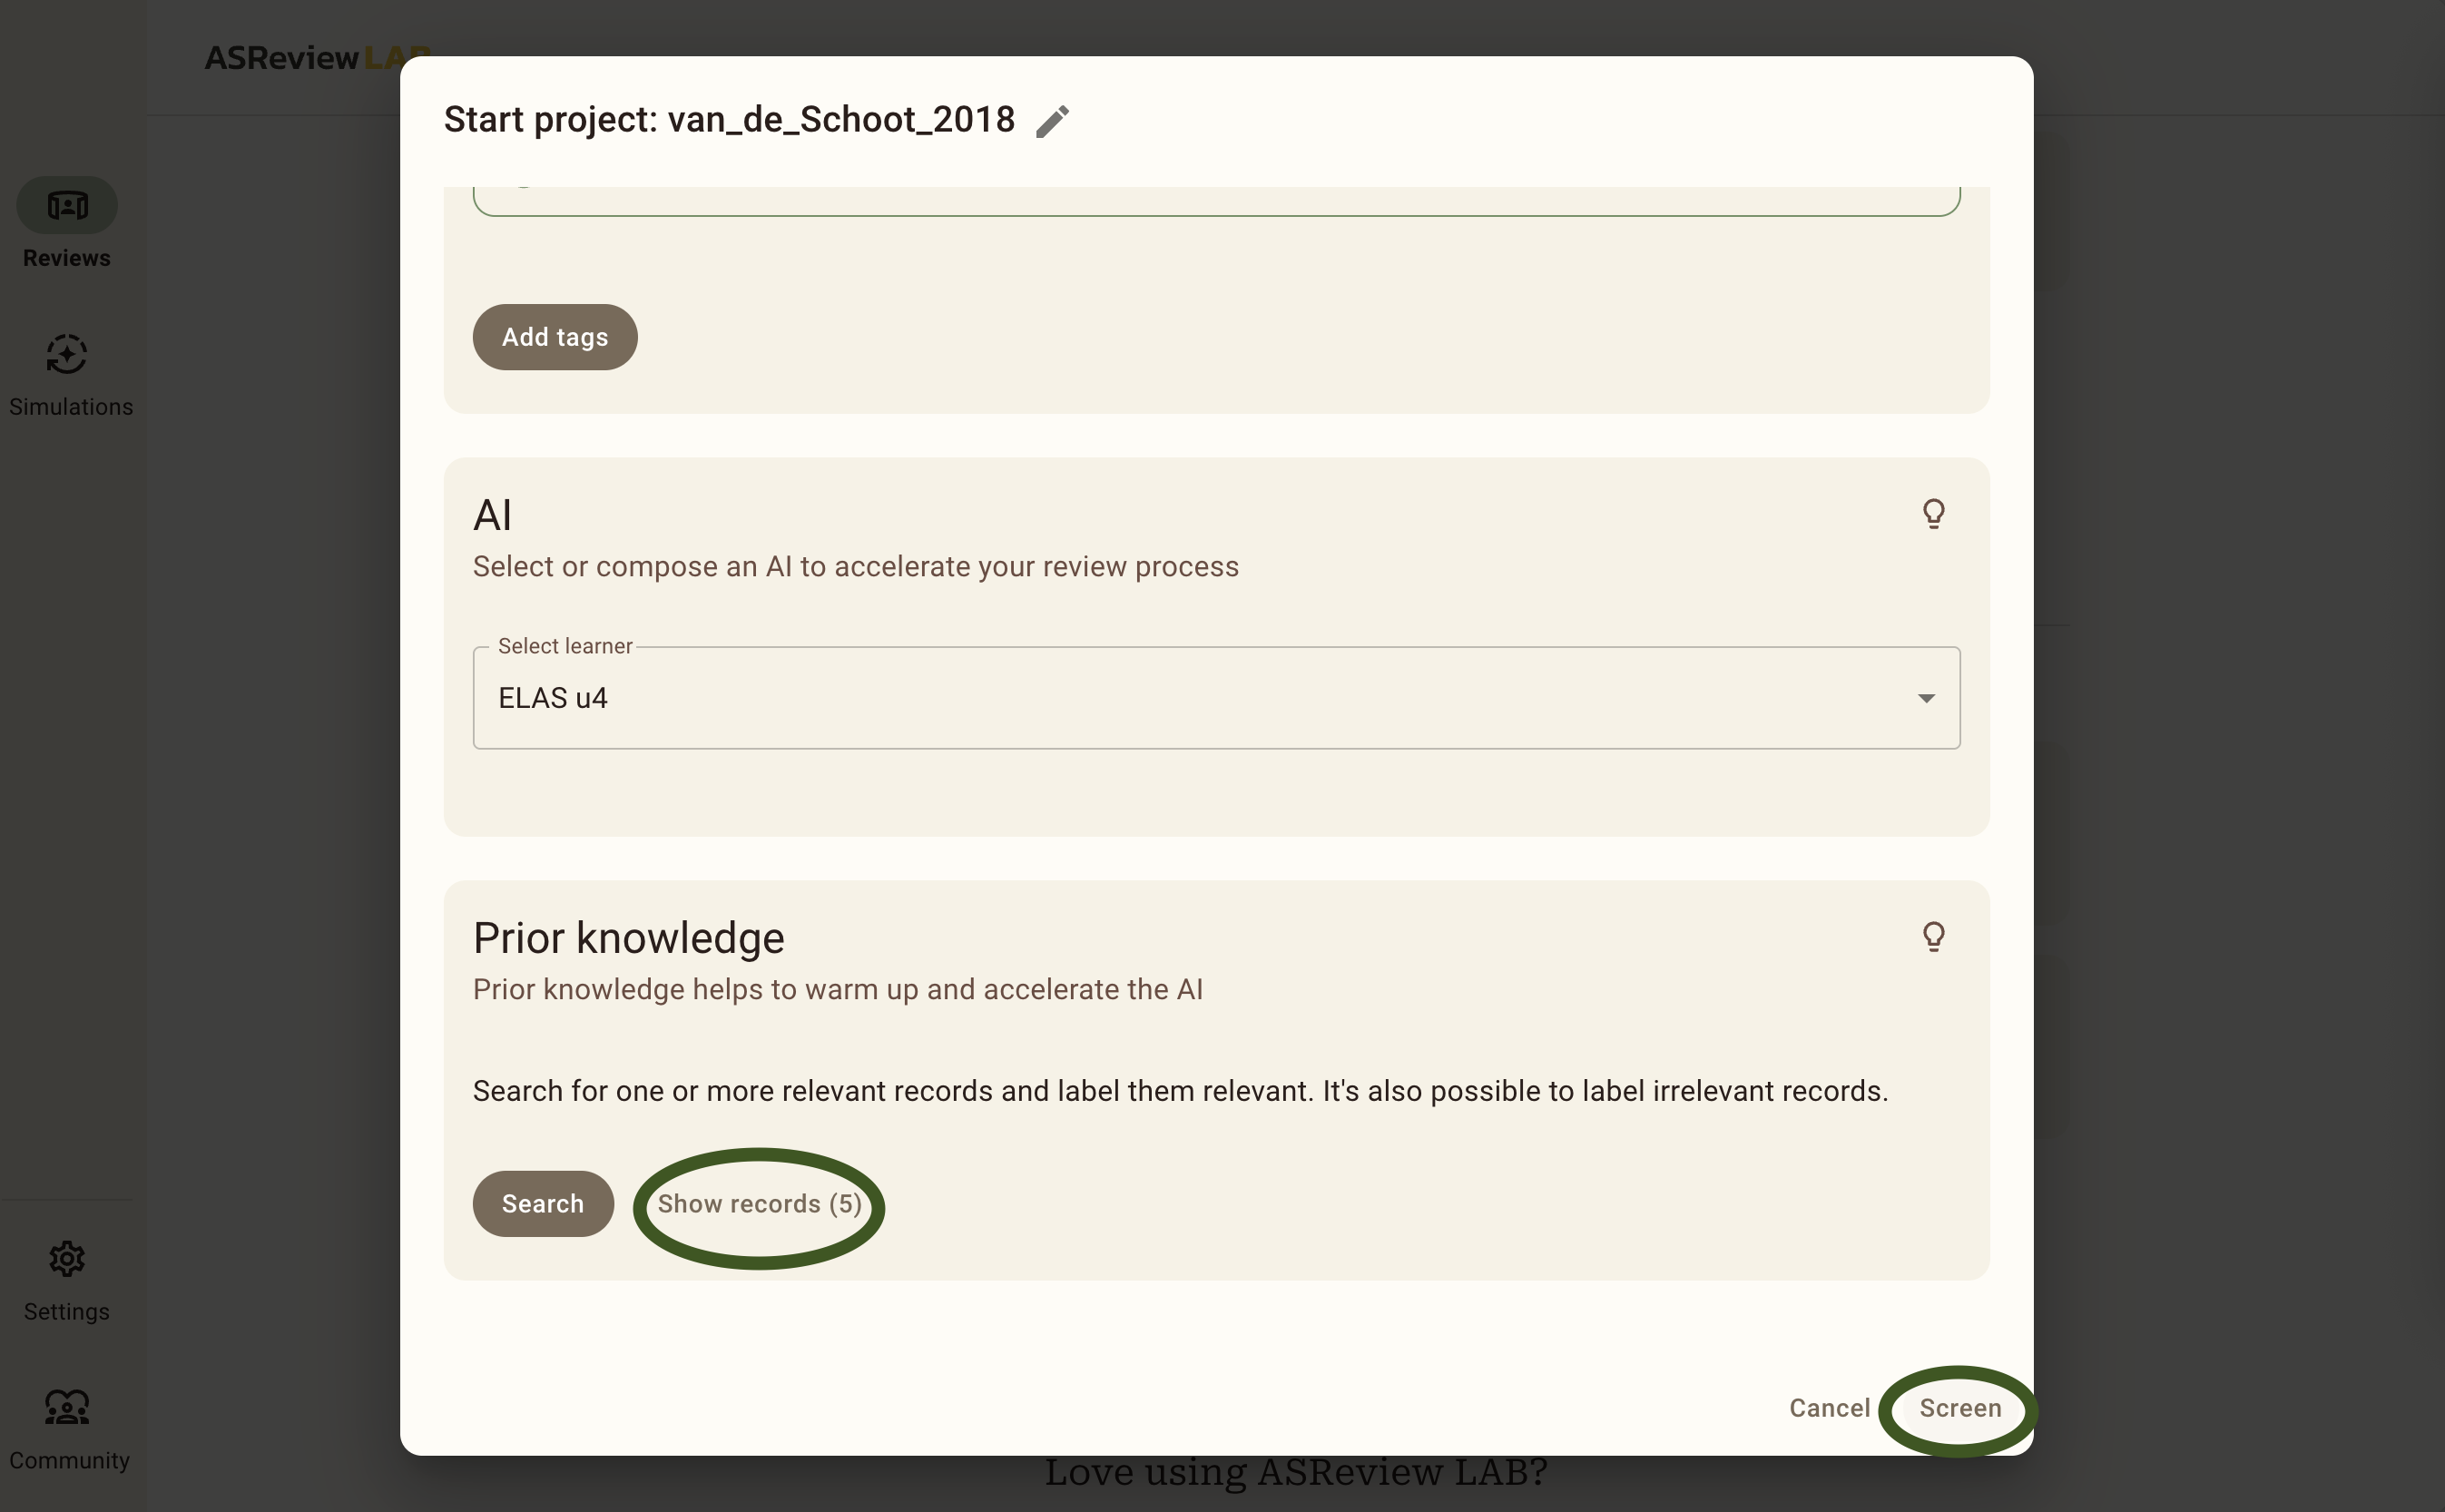 ASReview LAB
Start project: van_de_Schoot_2018
Reviews
Simulations
Add tags
AI
Select or compose an AI to accelerate your review process
Select learner
ELAS u4
Prior knowledge
Prior knowledge helps to warm up and accelerate the AI
Search for one or more relevant records and label them relevant. It's also possible to label irrelevant records.
Search
Show records (5)
Settings
Cancel
Screen
Community
Love using ASReview LAB?